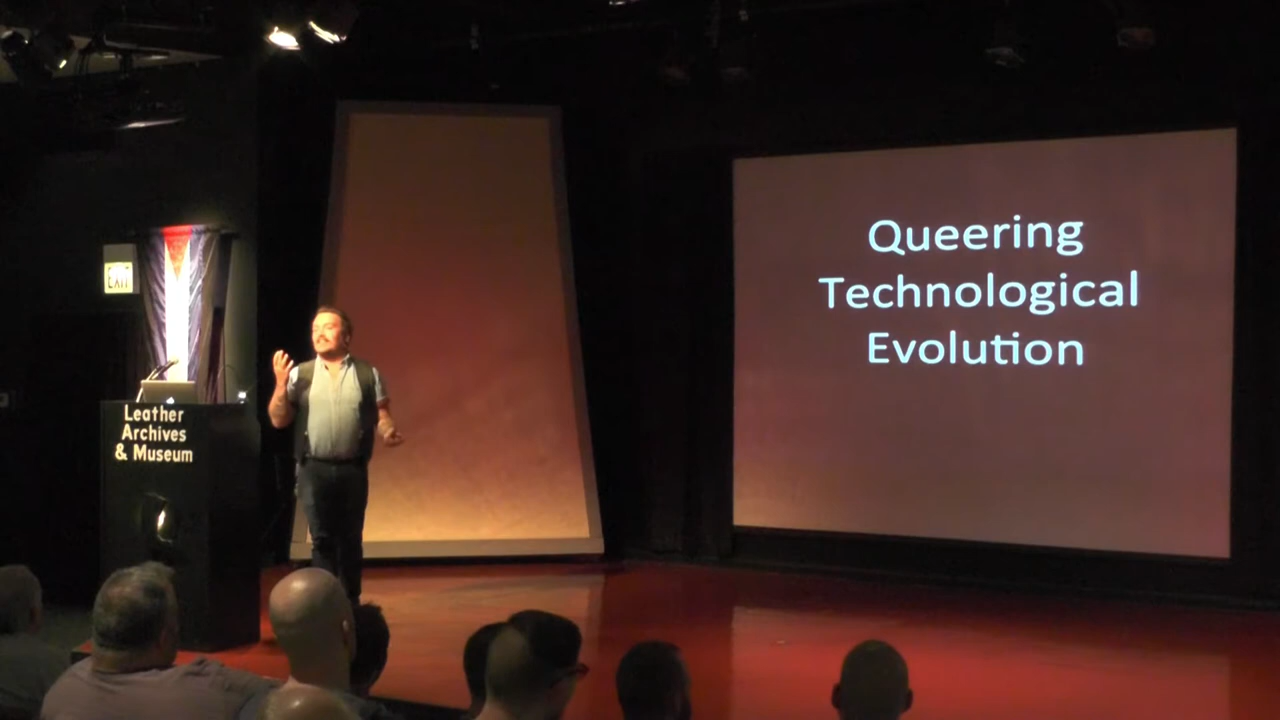 EXIT
Leather
Archives
& Museum
Queering
Technological
Evolution